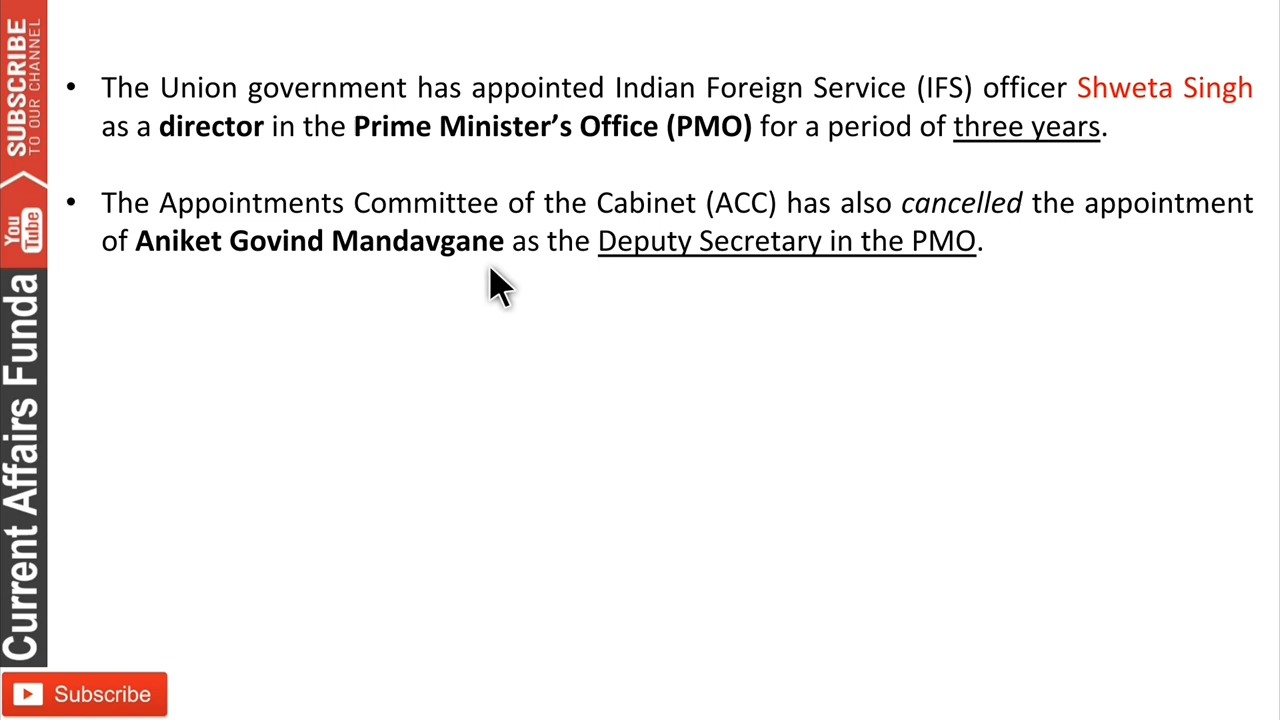 SUBSCRIBE
TO OUR CHANNEL
You
Tube
Current Affairs Funda
• The Union government has appointed Indian Foreign Service (IFS) officer Shweta Singh
as a director in the Prime Minister’s Office (PMO) for a period of three years.
• The Appointments Committee of the Cabinet (ACC) has also cancelled the appointment
of Aniket Govind Mandavgane as the Deputy Secretary in the PMO.
Subscribe